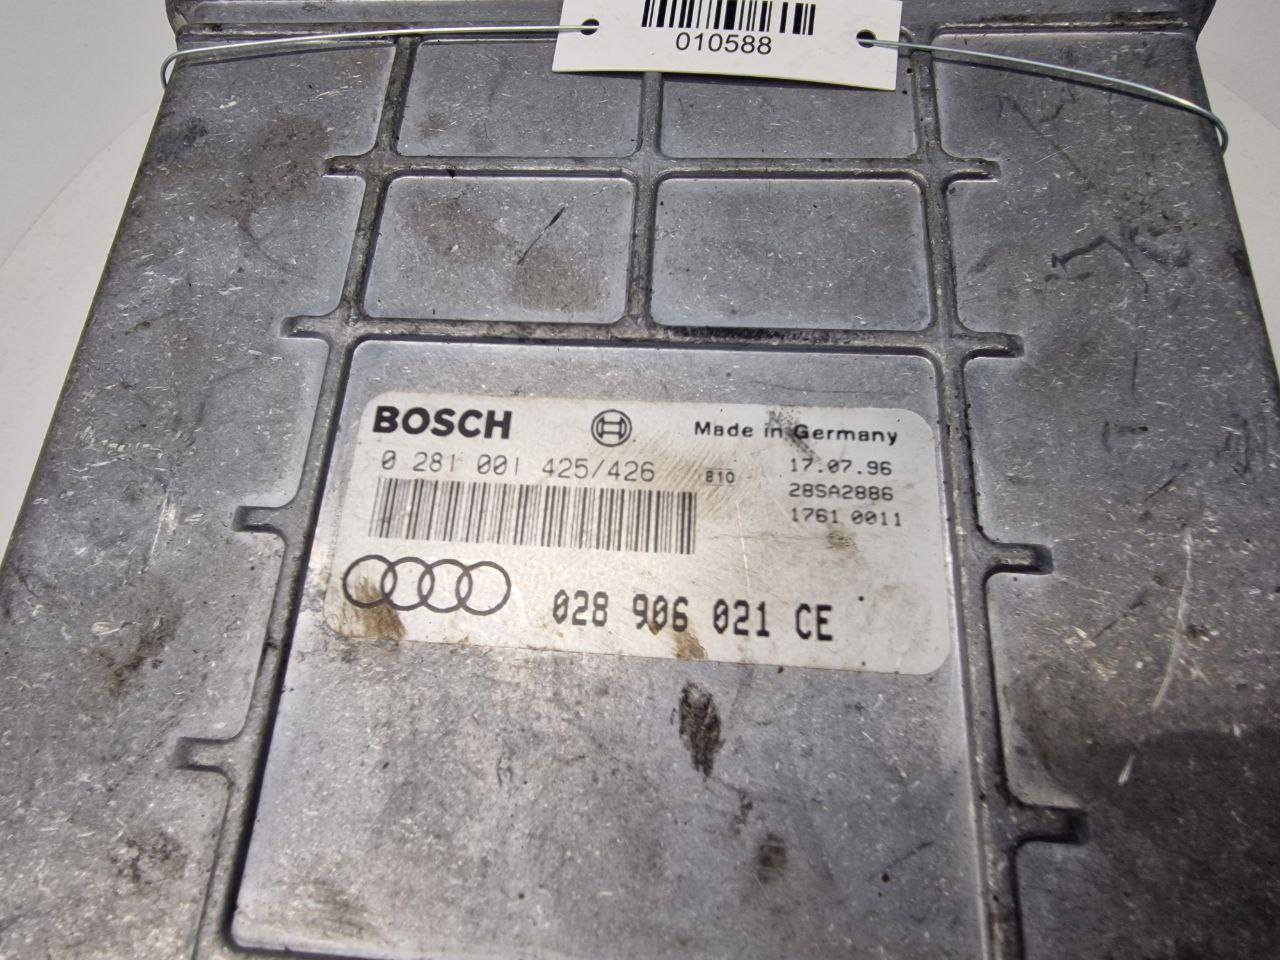 010588
BOSCH Made in Germany
0 281 001 425/426 810 17.07.96
28SA2886
1761 0011
028 906 021 CE